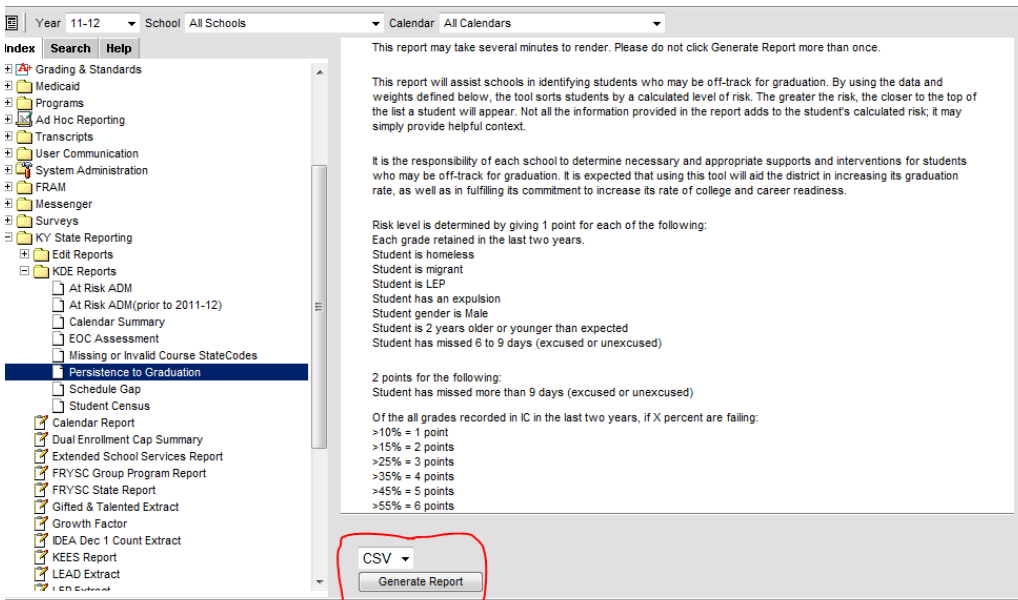 Year 11-12 School All Schools Calendar All Calendars
Index Search Help
Grading & Standards
Medicaid
Programs
Ad Hoc Reporting
Transcripts
User Communication
System Administration
FRAM
Messenger
Surveys
KY State Reporting
Edit Reports
KDE Reports
At Risk ADM
At Risk ADM(prior to 2011-12)
Calendar Summary
EOC Assessment
Missing or Invalid Course StateCodes
Persistence to Graduation
Schedule Gap
Student Census
Calendar Report
Dual Enrollment Cap Summary
Extended School Services Report
FRYSC Group Program Report
FRYSC State Report
Gifted & Talented Extract
Growth Factor
IDEA Dec 1 Count Extract
KEES Report
LEAD Extract
LEP Extract
This report may take several minutes to render. Please do not click Generate Report more than once.
This report will assist schools in identifying students who may be off-track for graduation. By using the data and
weights defined below, the tool sorts students by a calculated level of risk. The greater the risk, the closer to the top of
the list a student will appear. Not all the information provided in the report adds to the student's calculated risk; it may
simply provide helpful context.
It is the responsibility of each school to determine necessary and appropriate supports and interventions for students
who may be off-track for graduation. It is expected that using this tool will aid the district in increasing its graduation
rate, as well as in fulfilling its commitment to increase its rate of college and career readiness.
Risk level is determined by giving 1 point for each of the following:
Each grade retained in the last two years.
Student is homeless
Student is migrant
Student is LEP
Student has an expulsion
Student gender is Male
Student is 2 years older or younger than expected
Student has missed 6 to 9 days (excused or unexcused)
2 points for the following:
Student has missed more than 9 days (excused or unexcused)
Of the all grades recorded in IC in the last two years, if X percent are failing:
>10% = 1 point
>15% = 2 points
>25% = 3 points
>35% = 4 points
>45% = 5 points
>55% = 6 points
CSV
Generate Report